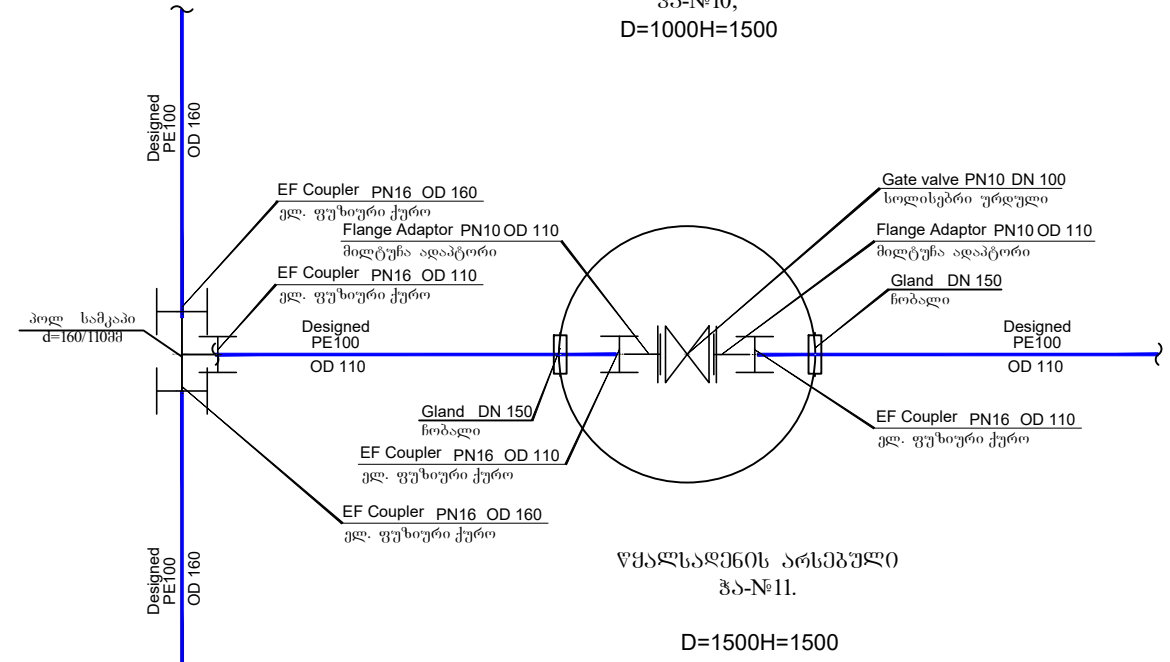 ჭა-№10,
D=1000H=1500
Designed
PE100
OD 160
EF Coupler PN16 OD 160
ელ. ფუზიური ქურო
Flange Adaptor PN10 OD 110
მილტუჩა ადაპტორი
EF Coupler PN16 OD 110
ელ. ფუზიური ქურო
Gate valve PN10 DN 100
სოლისებრი ურდული
Flange Adaptor PN10 OD 110
მილტუჩა ადაპტორი
Gland DN 150
ჩობალი
პოლ სამკაპი
d=160/110მმ
Designed
PE100
OD 110
Designed
PE100
OD 110
Gland DN 150
ჩობალი
EF Coupler PN16 OD 110
ელ. ფუზიური ქურო
EF Coupler PN16 OD 110
ელ. ფუზიური ქურო
EF Coupler PN16 OD 160
ელ. ფუზიური ქურო
Designed
PE100
OD 160
წყალსადენის არსებული
ჭა-№11.
D=1500H=1500